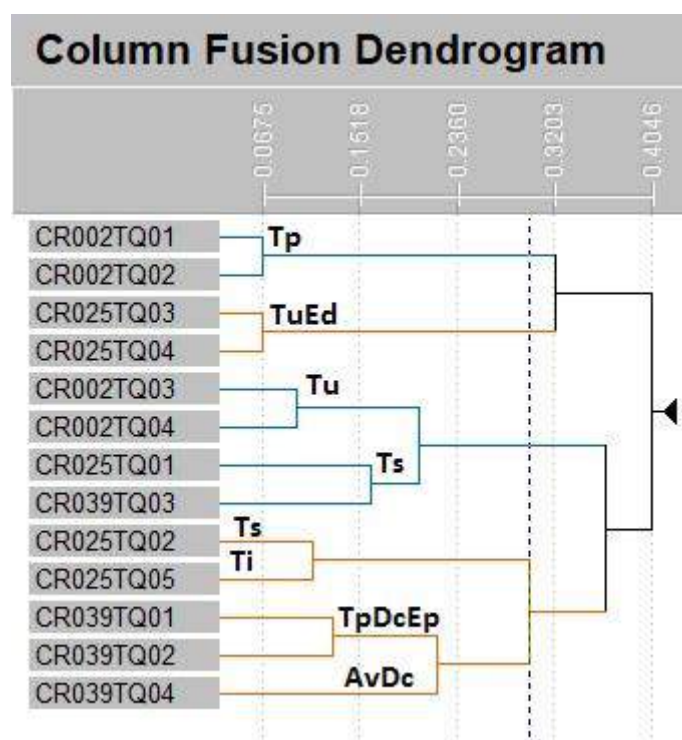 Column Fusion Dendrogram
0.0675 0.1518 0.2360 0.3203 0.4046
CR002TQ01 Tp
CR002TQ02
CR025TQ03 TuEd
CR025TQ04
CR002TQ03 Tu
CR002TQ04
CR025TQ01 Ts
CR039TQ03
CR025TQ02 Ts
CR025TQ05 Ti
CR039TQ01 TpDcEp
CR039TQ02
CR039TQ04 AvDc